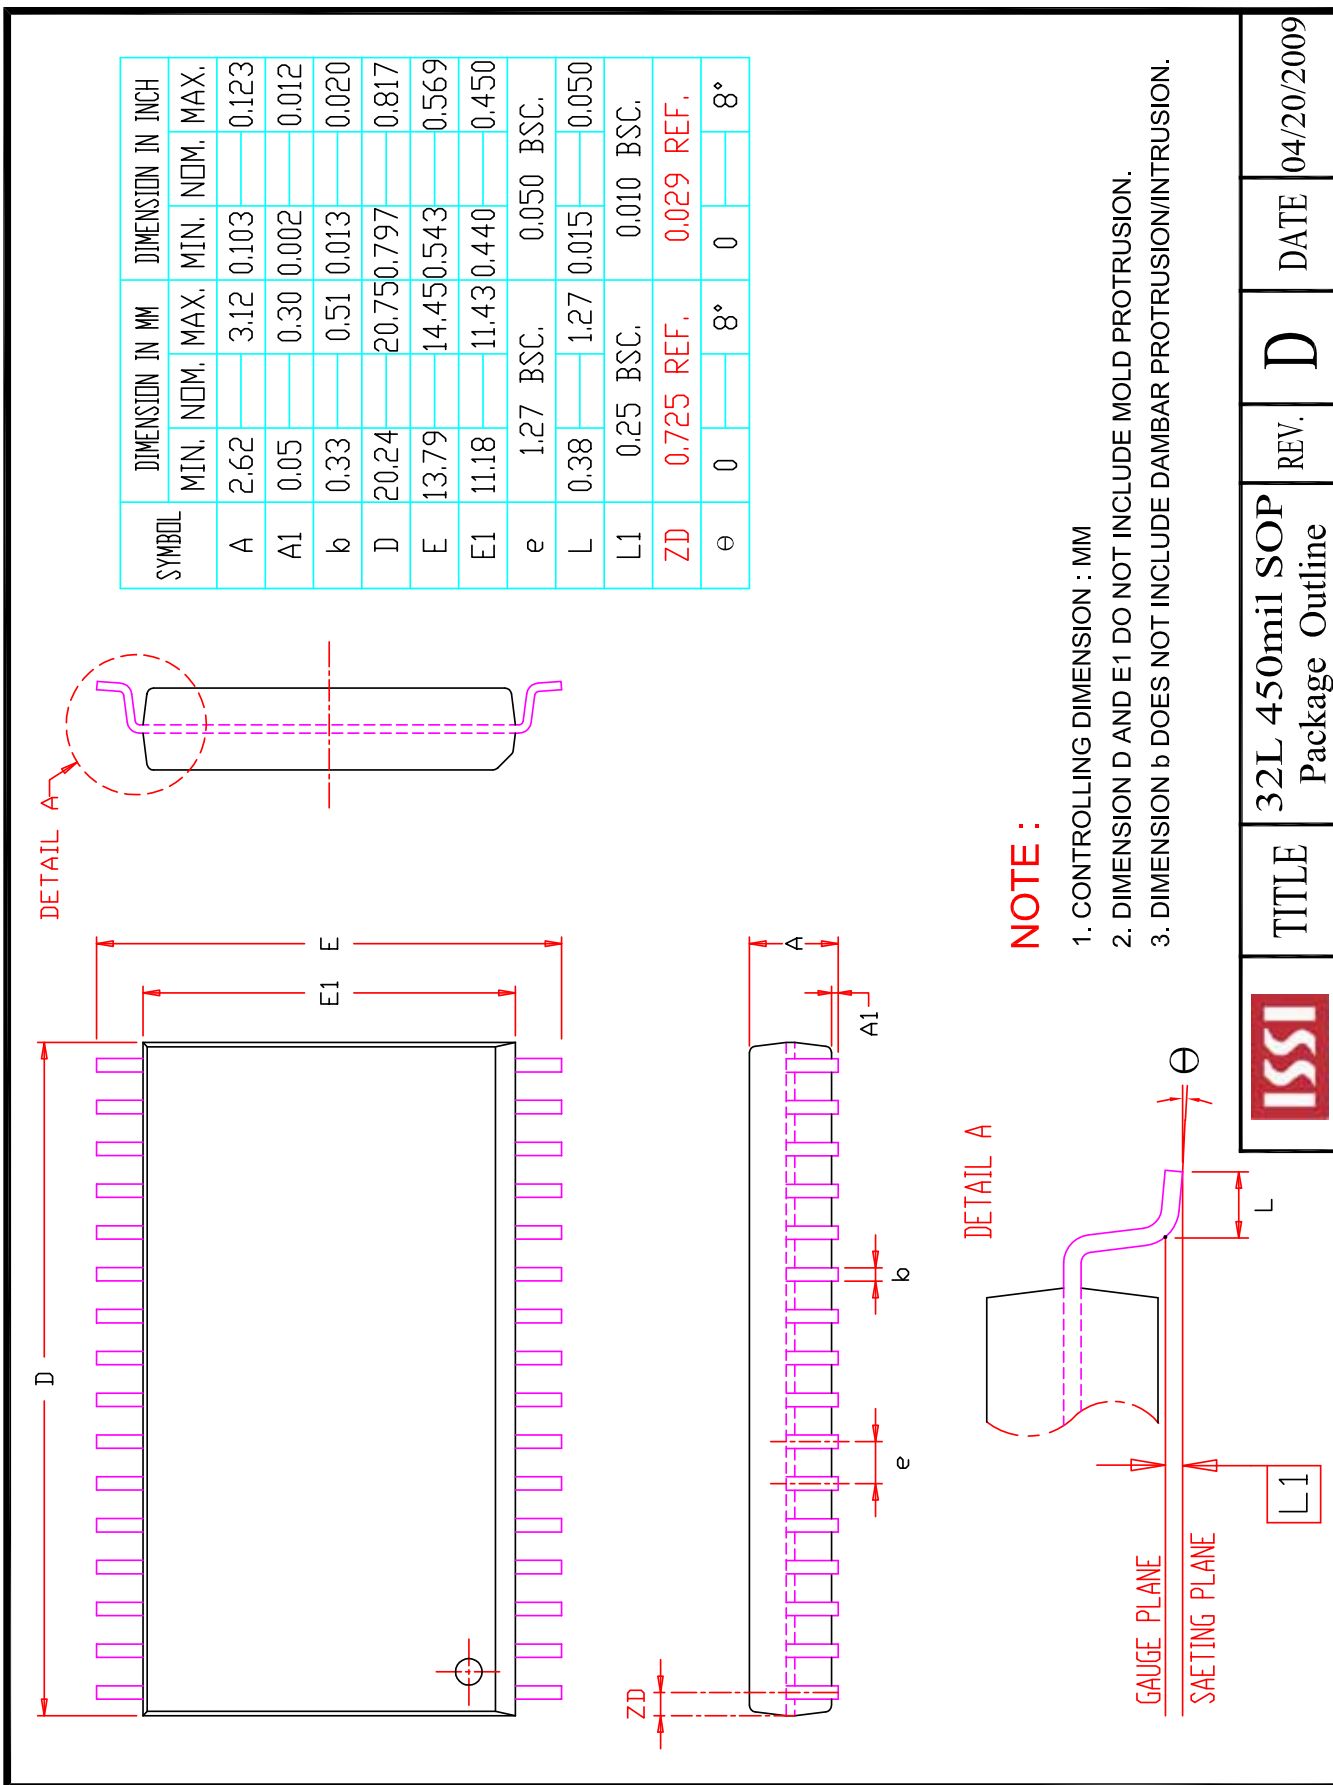 DETAIL A
D
E1
E
ZD
e
b
A1
A
SYMBOL DIMENSION IN MM DIMENSION IN INCH
MIN. NOM. MAX. MIN. NOM. MAX.
A 2.62 3.12 0.103 0.123
A1 0.05 0.30 0.002 0.012
b 0.33 0.51 0.013 0.020
D 20.24 20.75 0.797 0.817
E 13.79 14.45 0.543 0.569
E1 11.18 11.43 0.440 0.450
e 1.27 BSC. 0.050 BSC.
L 0.38 1.27 0.015 0.050
L1 0.25 BSC. 0.010 BSC.
ZD 0.725 REF. 0.029 REF.
θ 0 8° 0 8°
DETAIL A
GAUGE PLANE
SAETING PLANE
L1
L
θ
NOTE :
1. CONTROLLING DIMENSION : MM
2. DIMENSION D AND E1 DO NOT INCLUDE MOLD PROTRUSION.
3. DIMENSION b DOES NOT INCLUDE DAMBAR PROTRUSION/INTRUSION.
ISSI
TITLE
32L 450mil SOP
Package Outline
REV.
D
DATE
04/20/2009